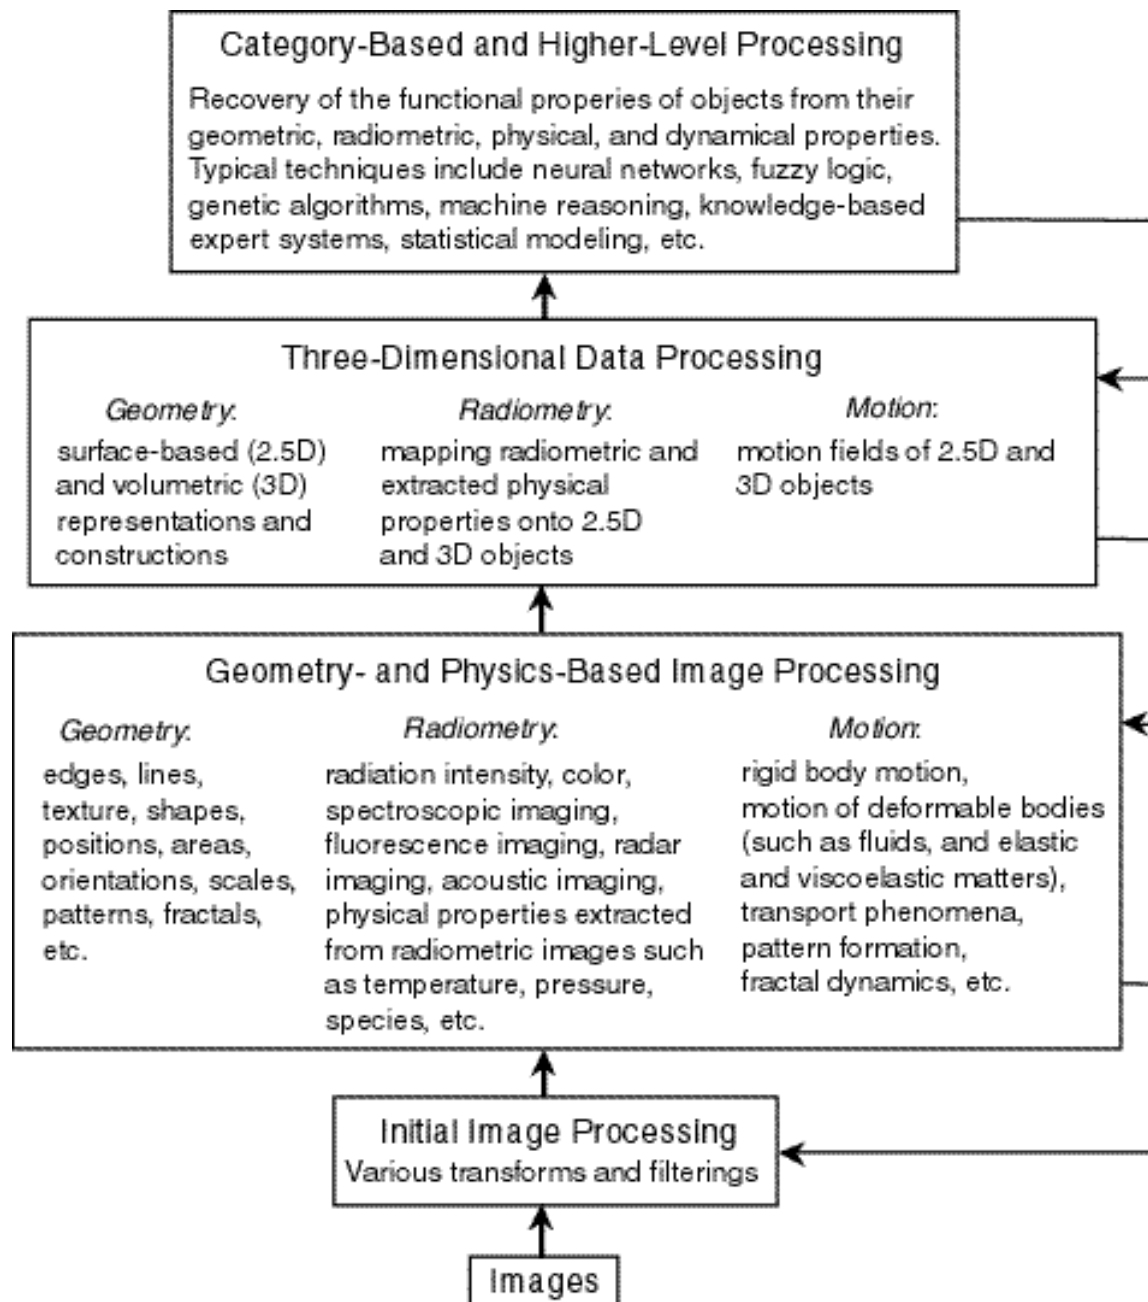 Category-Based and Higher-Level Processing
Recovery of the functional properies of objects from their
geometric, radiometric, physical, and dynamical properties.
Typical techniques include neural networks, fuzzy logic,
genetic algorithms, machine reasoning, knowledge-based
expert systems, statistical modeling, etc.
Three-Dimensional Data Processing
Geometry:
surface-based (2.5D)
and volumetric (3D)
representations and
constructions
Radiometry:
mapping radiometric and
extracted physical
properties onto 2.5D
and 3D objects
Motion:
motion fields of 2.5D and
3D objects
Geometry- and Physics-Based Image Processing
Geometry:
edges, lines,
texture, shapes,
positions, areas,
orientations, scales,
patterns, fractals,
etc.
Radiometry:
radiation intensity, color,
spectroscopic imaging,
fluorescence imaging, radar
imaging, acoustic imaging,
physical properties extracted
from radiometric images such
as temperature, pressure,
species, etc.
Motion:
rigid body motion,
motion of deformable bodies
(such as fluids, and elastic
and viscoelastic matters),
transport phenomena,
pattern formation,
fractal dynamics, etc.
Initial Image Processing
Various transforms and filterings
Images